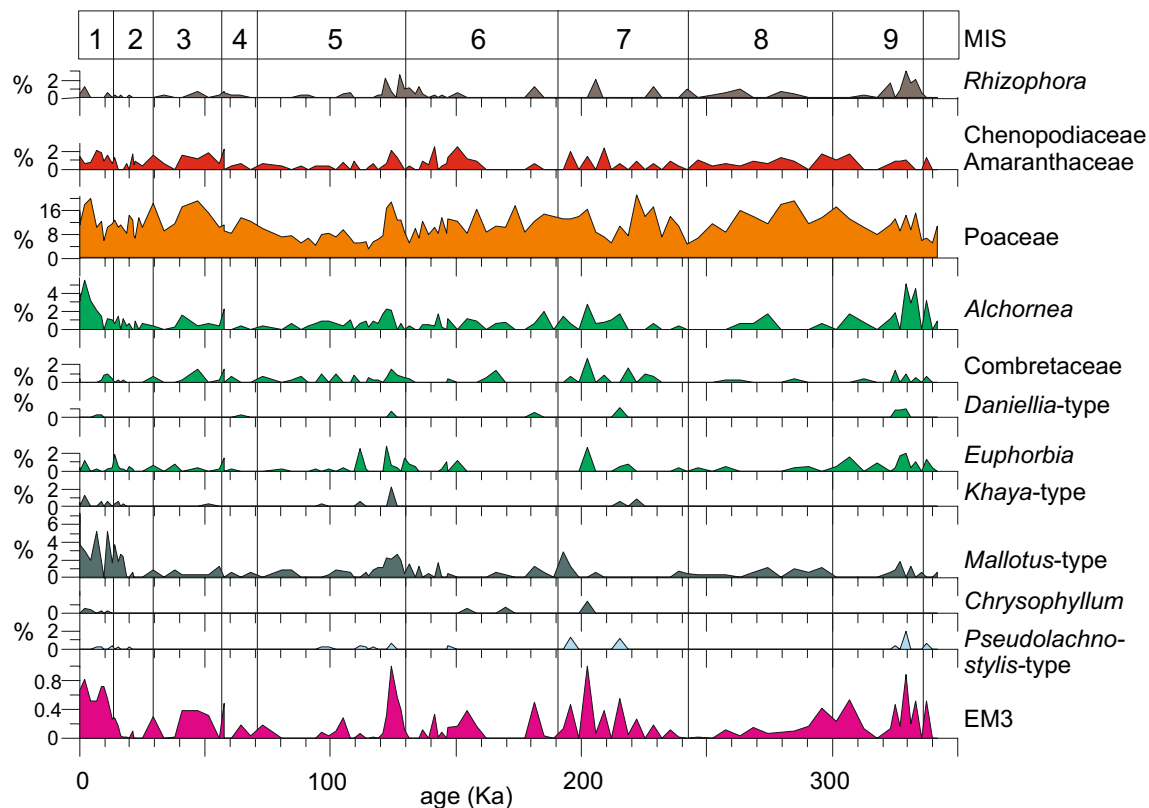 1 2 3 4 5 6 7 8 9 MIS
% 2 0 Rhizophora
Chenopodiaceae
% 2 0 Amaranthaceae
16
8
% 0 Poaceae
% 4 2 0 Alchornea
% 2 0 Combretaceae
% 0 Daniellia-type
% 2 0 Euphorbia
% 2 0 Khaya-type
6
% 4 2 0 Mallotus-type
Chrysophyllum
% 2 0 Pseudolachno-
stylis-type
0.8
0.4 EM3
0
0 100 200 300
age (Ka)